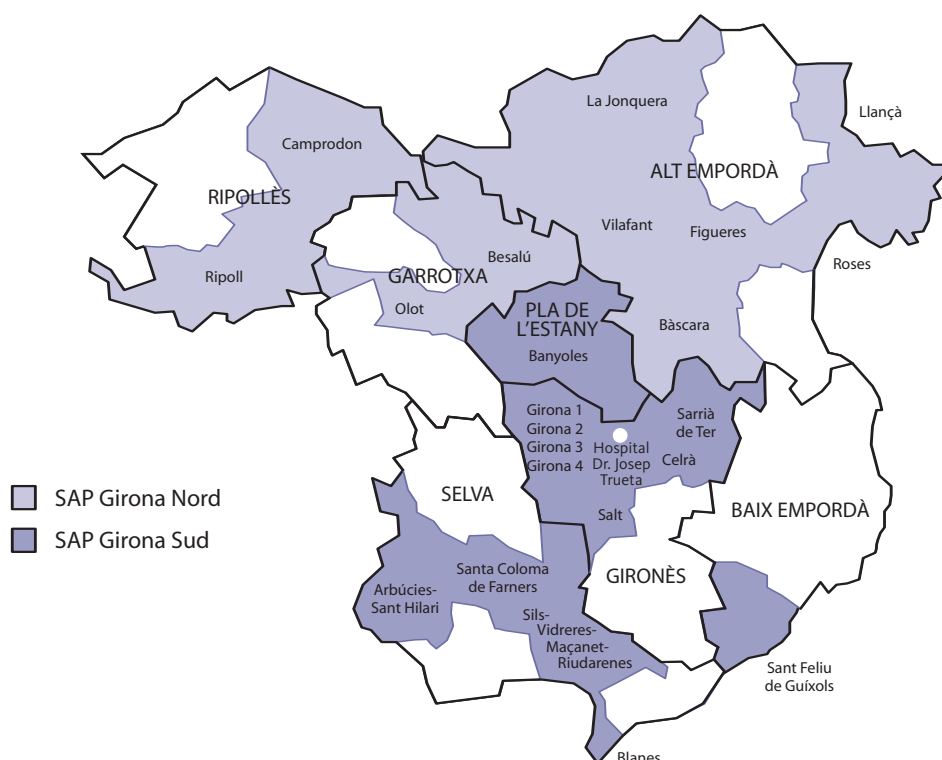 La Jonquera
Llançà
Camprodon
ALT EMPORDÀ
RIPOLLÈS
Vilafant
Figueres
Besalú
Roses
Ripoll
GARROTXA
Olot
PLA DE
L'ESTANY
Bàscara
Banyoles
Girona 1
Girona 2
Girona 3
Girona 4
Sarrià
de Ter
Hospital
Dr. Josep
Trueta
Celrà
SELVA
Salt
BAIX EMPORDÀ
SAP Girona Nord
SAP Girona Sud
Santa Coloma
de Farners
GIRONÈS
Arbúcies-
Sant Hilari
Sils-
Vidreres-
Maçanet-
Riudarenes
Sant Feliu
de Guíxols
Blanes